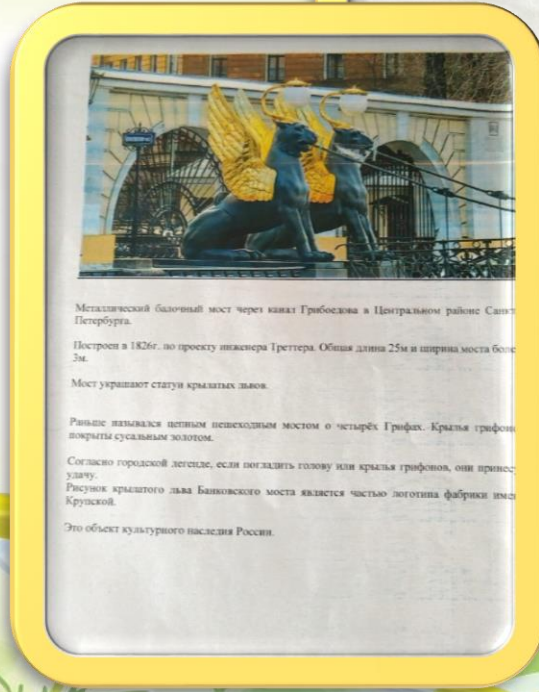 Металлический балочный мост через канал Грибоедова в Центральном районе Санкт
Петербурга.
Построен в 1826г. по проекту инженера Треттера. Общая длина 25м и ширина моста боле
3м.
Мост украшают статуи крылатых львов.
Раньше назывался цепным пешеходным мостом о четырёх Грифах. Крылья грифон
покрыты сусальным золотом.
Согласно городской легенде, если погладить голову или крылья грифонов, они принес
удачу.
Рисунок крылатого льва Банковского моста является частью логотипа фабрики имен
Крупской.
Это объект культурного наследия России.